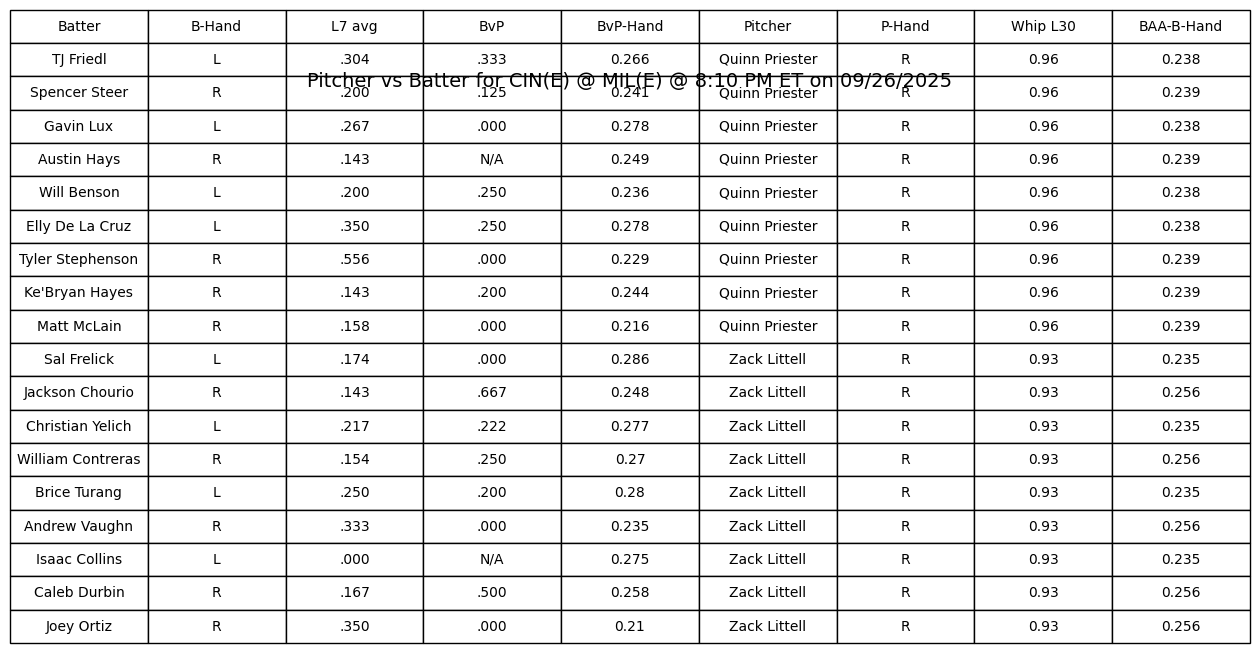 Batter B-Hand L7 avg BvP BvP-Hand Pitcher P-Hand Whip L30 BAA-B-Hand
TJ Friedl L .304 .333 0.266 Quinn Priester R 0.96 0.238
Pitcher vs Batter for CIN(E) @ MIL(E) @ 8:10 PM ET on 09/26/2025
Spencer Steer R .200 .125 0.241 Quinn Priester R 0.96 0.239
Gavin Lux L .267 .000 0.278 Quinn Priester R 0.96 0.238
Austin Hays R .143 N/A 0.249 Quinn Priester R 0.96 0.239
Will Benson L .200 .250 0.236 Quinn Priester R 0.96 0.238
Elly De La Cruz L .350 .250 0.278 Quinn Priester R 0.96 0.238
Tyler Stephenson R .556 .000 0.229 Quinn Priester R 0.96 0.239
Ke'Bryan Hayes R .143 .200 0.244 Quinn Priester R 0.96 0.239
Matt McLain R .158 .000 0.216 Quinn Priester R 0.96 0.239
Sal Frelick L .174 .000 0.286 Zack Littell R 0.93 0.235
Jackson Chourio R .143 .667 0.248 Zack Littell R 0.93 0.256
Christian Yelich L .217 .222 0.277 Zack Littell R 0.93 0.235
William Contreras R .154 .250 0.27 Zack Littell R 0.93 0.256
Brice Turang L .250 .200 0.28 Zack Littell R 0.93 0.235
Andrew Vaughn R .333 .000 0.235 Zack Littell R 0.93 0.256
Isaac Collins L .000 N/A 0.275 Zack Littell R 0.93 0.235
Caleb Durbin R .167 .500 0.258 Zack Littell R 0.93 0.256
Joey Ortiz R .350 .000 0.21 Zack Littell R 0.93 0.256